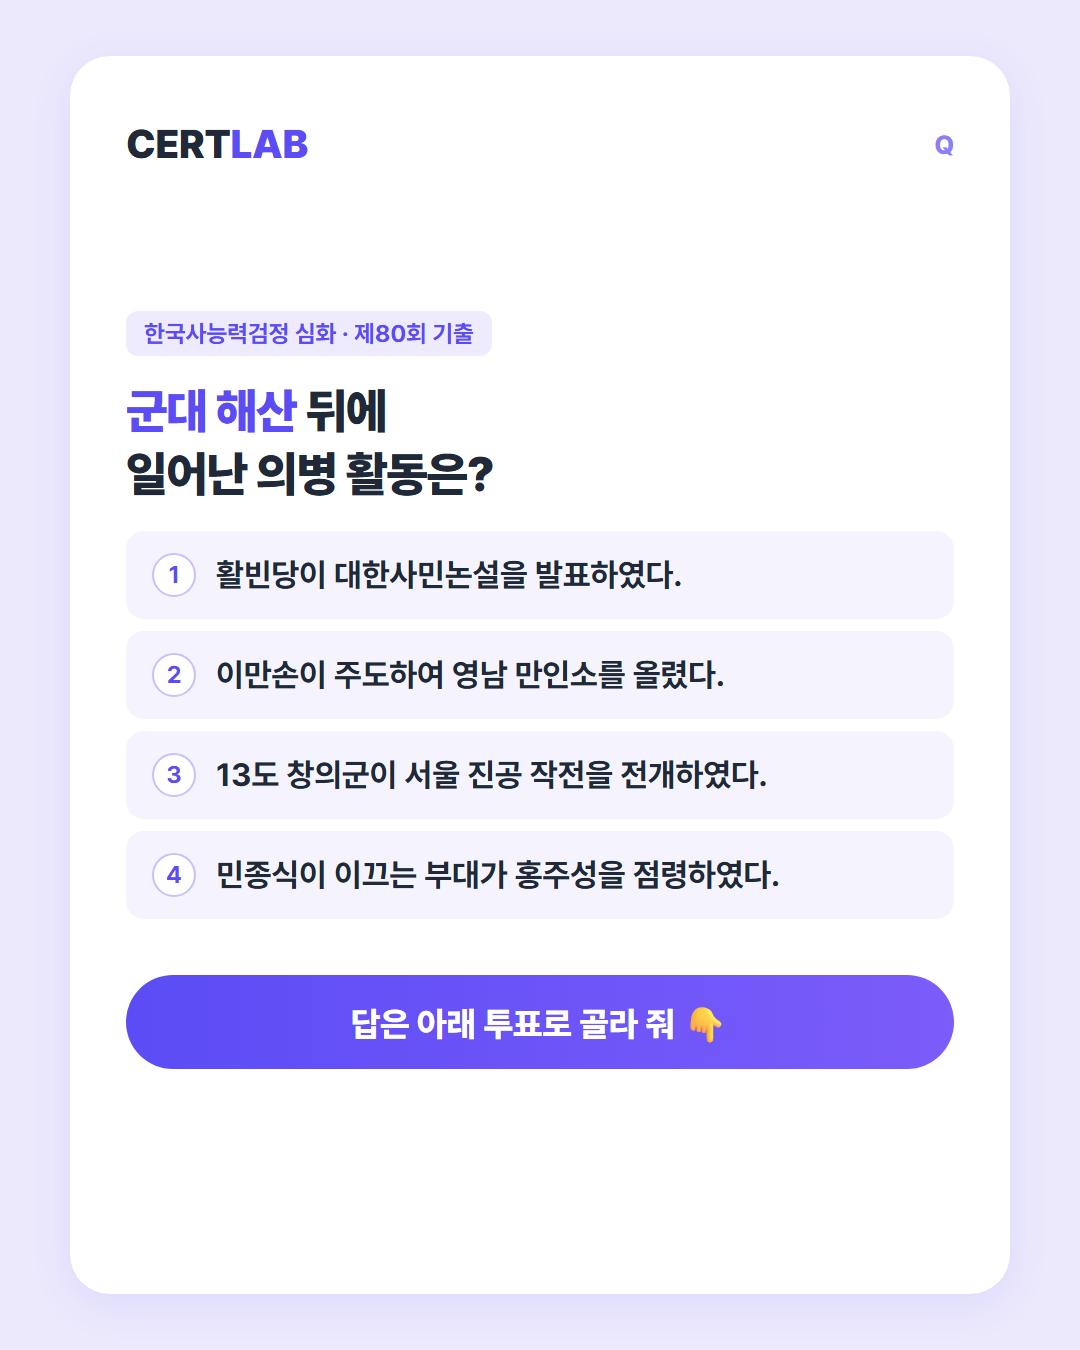 CERTLAB
Q
한국사능력검정 심화 · 제80회 기출
군대 해산 뒤에
일어난 의병 활동은?
1 활빈당이 대한사민논설을 발표하였다.
2 이만손이 주도하여 영남 만인소를 올렸다.
3 13도 창의군이 서울 진공 작전을 전개하였다.
4 민종식이 이끄는 부대가 홍주성을 점령하였다.
답은 아래 투표로 골라 줘 👇